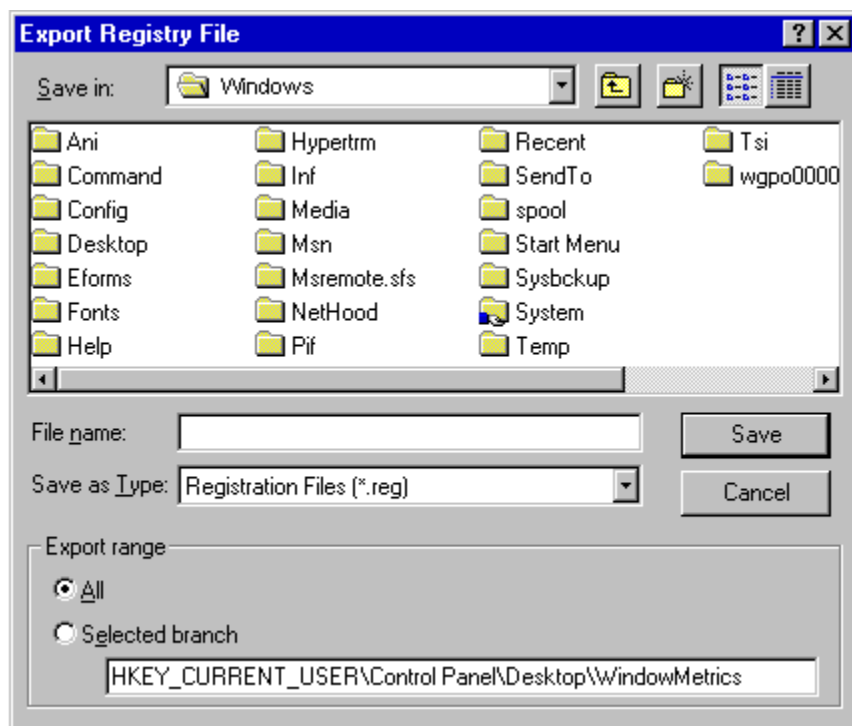 Export Registry File
Save in: Windows
Ani Hypertrm Recent Tsi
Command Inf SendTo wgpo0000
Config Media spool
Desktop Msn Start Menu
Eforms Msremote.sfs Sysbckup
Fonts NetHood System
Help Pif Temp
File name: Save
Save as Type: Registration Files (*.reg) Cancel
Export range
All
Selected branch
HKEY_CURRENT_USER\Control Panel\Desktop\WindowMetrics